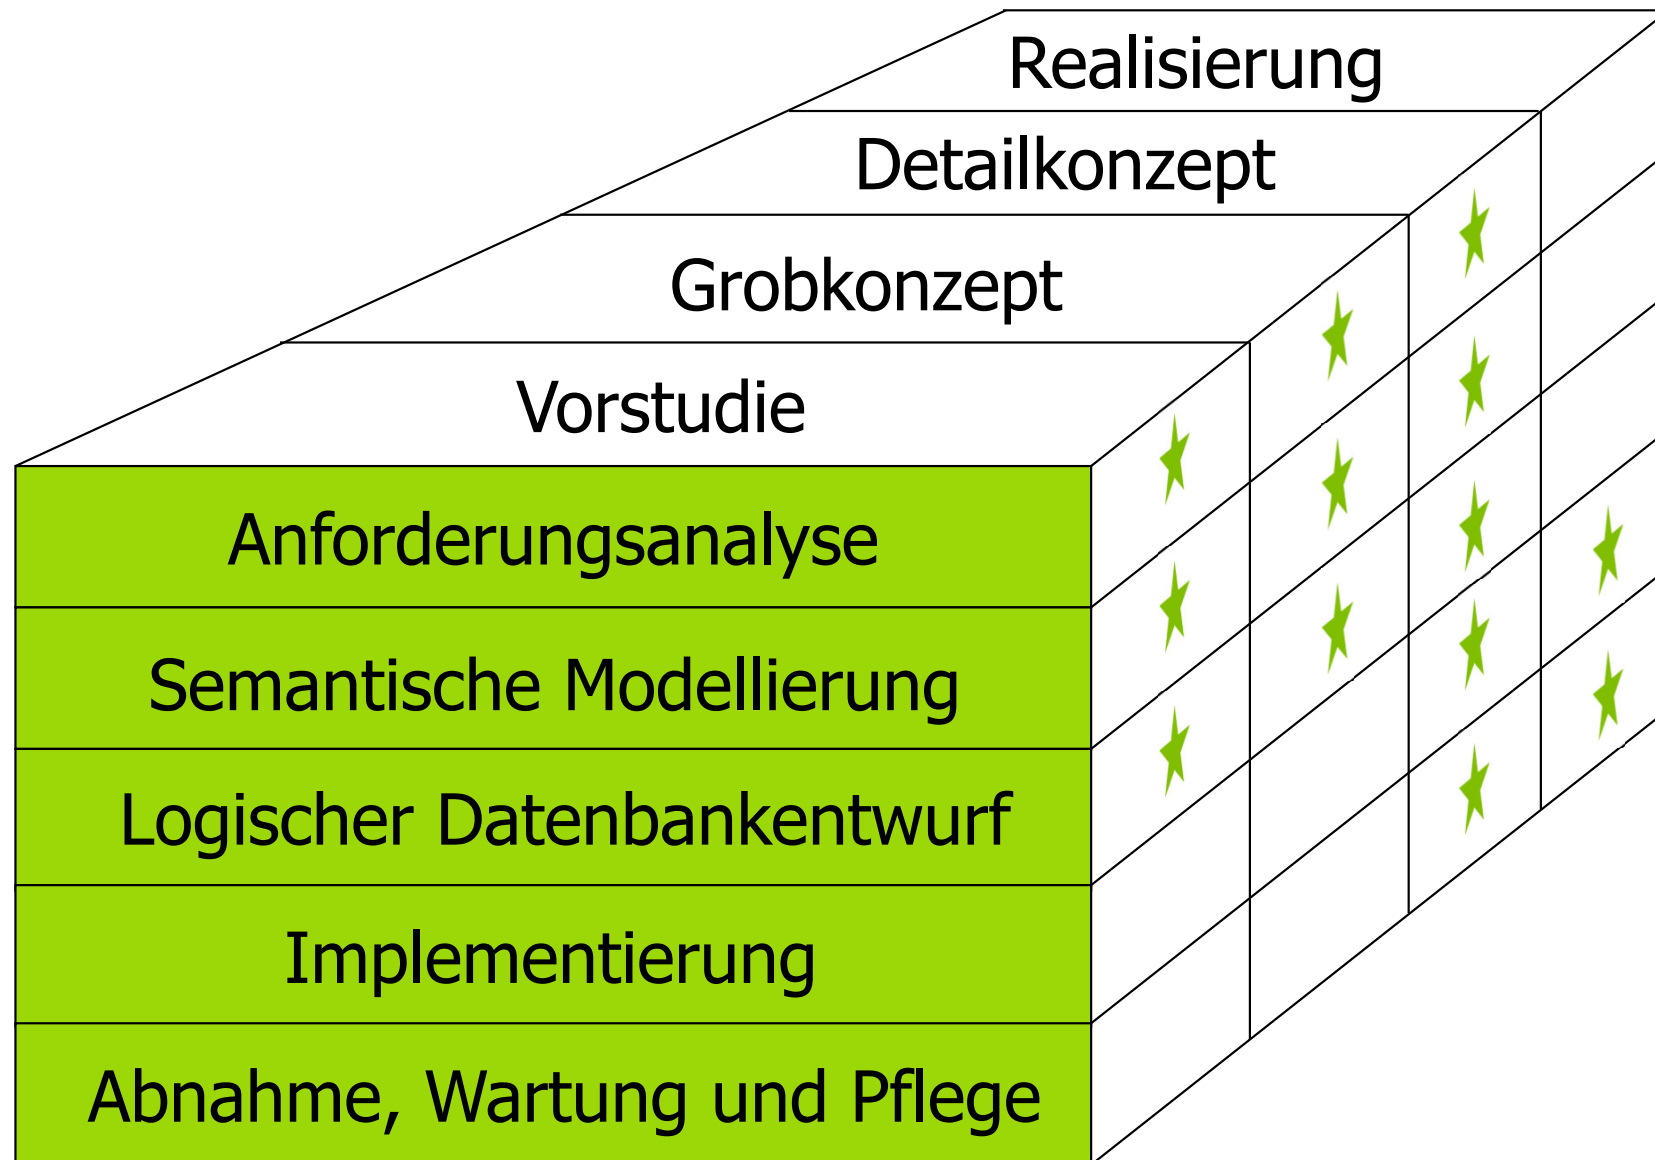 Realisierung
Detailkonzept
Grobkonzept
Vorstudie
Anforderungsanalyse
Semantische Modellierung
Logischer Datenbankentwurf
Implementierung
Abnahme, Wartung und Pflege